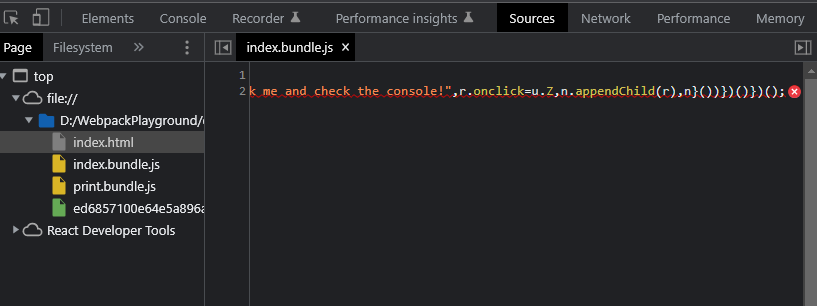 Elements Console Recorder Performance insights Sources Network Performance Memory
Page Filesystem » index.bundle.js ×
top
file://
D:/WebpackPlayground/
index.html
index.bundle.js
print.bundle.js
ed6857100e64e5a896a
React Developer Tools
1
2 k me and check the console!",r.onclick=u.Z,n.appendChild(r),n}())})()})();